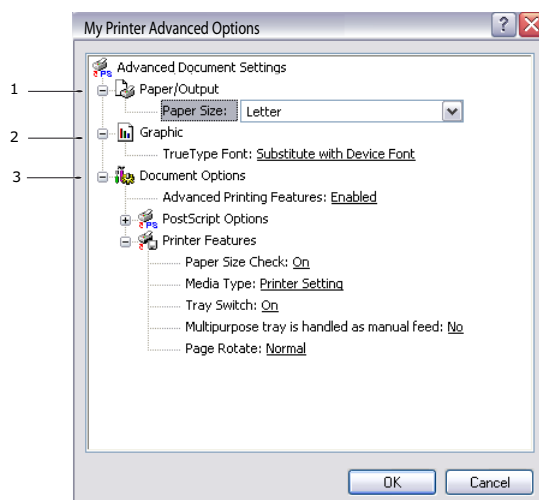 My Printer Advanced Options
?
Advanced Document Settings
1
Paper/Output
Paper Size: Letter
2
Graphic
TrueType Font: Substitute with Device Font
3
Document Options
Advanced Printing Features: Enabled
PostScript Options
Printer Features
Paper Size Check: On
Media Type: Printer Setting
Tray Switch: On
Multipurpose tray is handled as manual feed: No
Page Rotate: Normal
OK Cancel